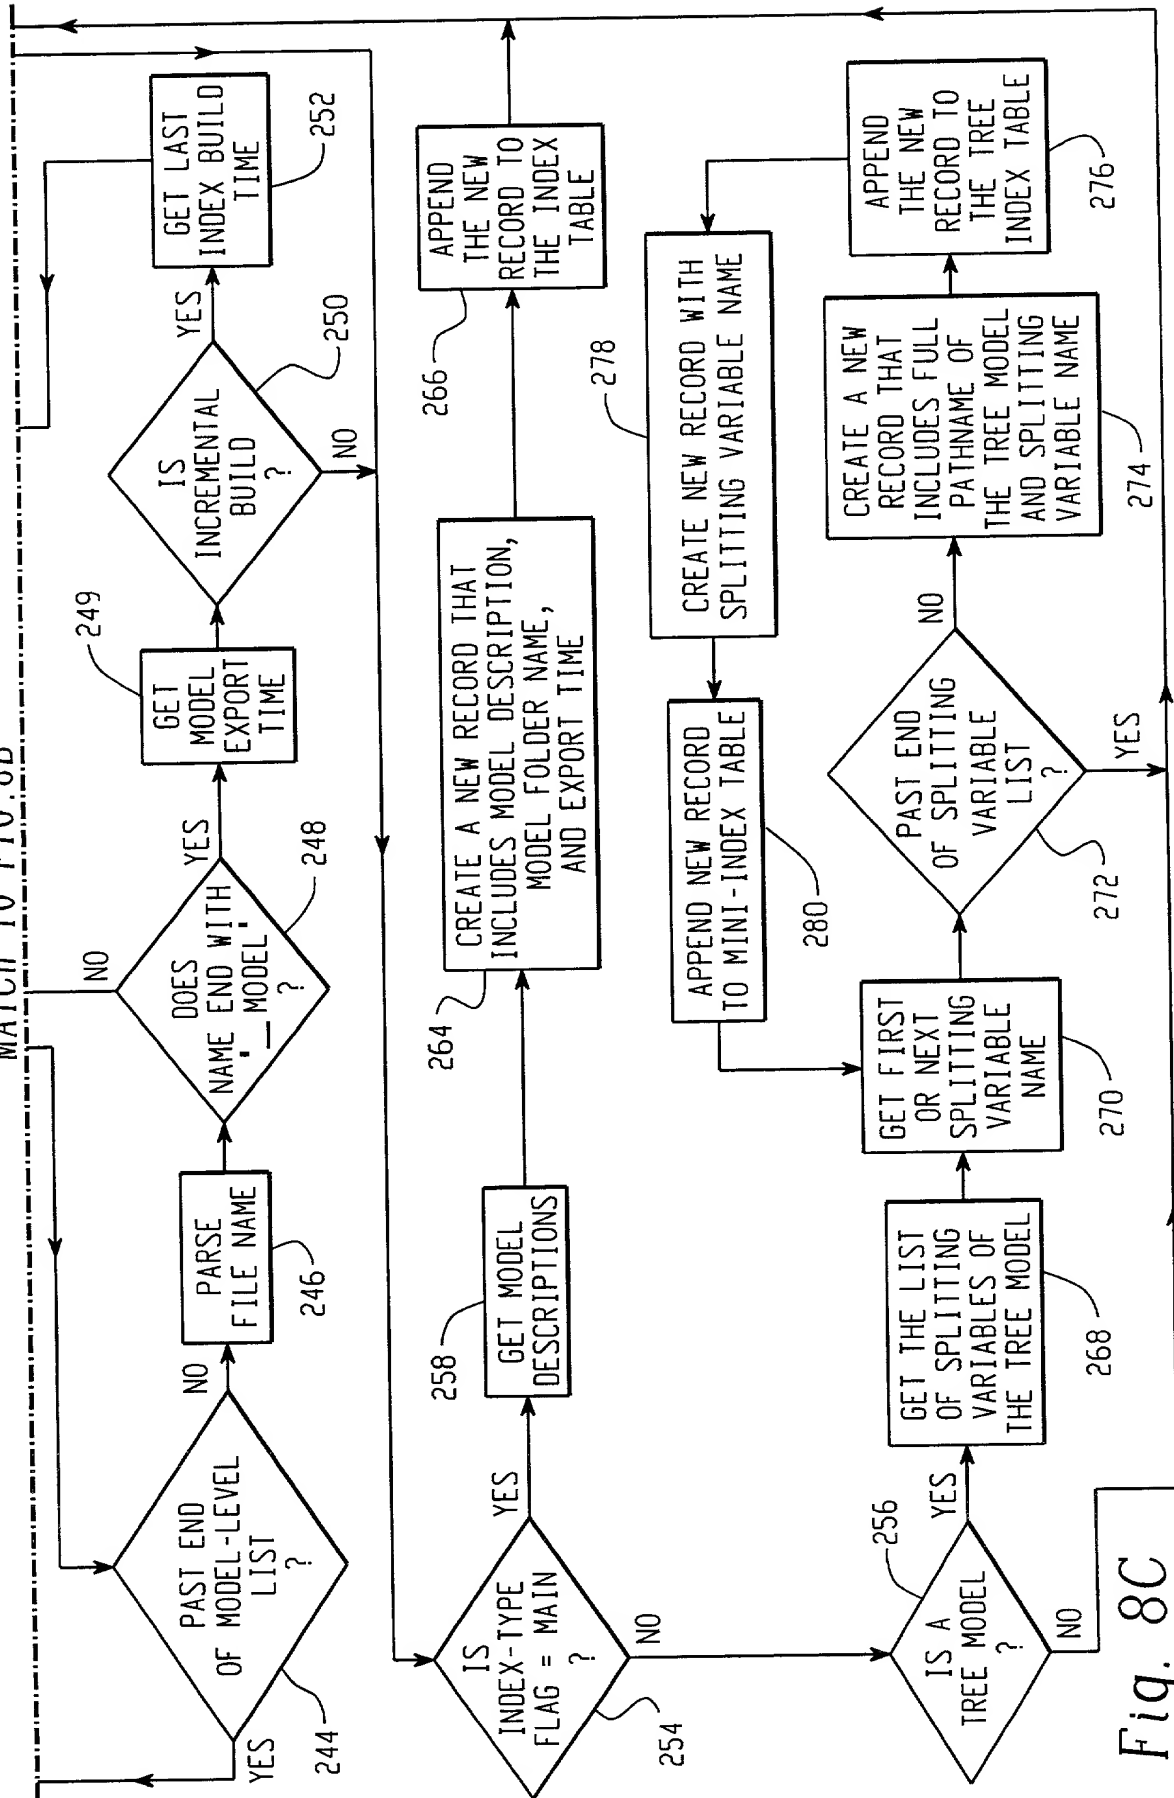 MATCH TO FIG. 8B
PAST END
OF MODEL-LEVEL
LIST
?
244
YES
NO
PARSE
FILE NAME
246
DOES
NAME END WITH
"_MODEL"
?
248
NO
YES
GET
MODEL
EXPORT
TIME
249
IS
INCREMENTAL
BUILD
?
250
YES
NO
GET LAST
INDEX BUILD
TIME
252
IS
INDEX-TYPE
FLAG = MAIN
?
254
YES
NO
GET MODEL
DESCRIPTIONS
258
CREATE A NEW RECORD THAT
INCLUDES MODEL DESCRIPTION,
MODEL FOLDER NAME,
AND EXPORT TIME
264
APPEND
THE NEW
RECORD TO
THE INDEX
TABLE
266
CREATE NEW RECORD WITH
SPLITTING VARIABLE NAME
278
APPEND NEW RECORD
TO MINI-INDEX TABLE
280
IS A
TREE MODEL
?
256
YES
NO
GET THE LIST
OF SPLITTING
VARIABLES OF
THE TREE MODEL
268
GET FIRST
OR NEXT
SPLITTING
VARIABLE
NAME
270
PAST END
OF SPLITTING
VARIABLE
LIST
?
272
NO
YES
CREATE A NEW
RECORD THAT
INCLUDES FULL
PATHNAME OF
THE TREE MODEL
AND SPLITTING
VARIABLE NAME
274
APPEND
THE NEW
RECORD TO
THE TREE
INDEX TABLE
276
Fig. 8C